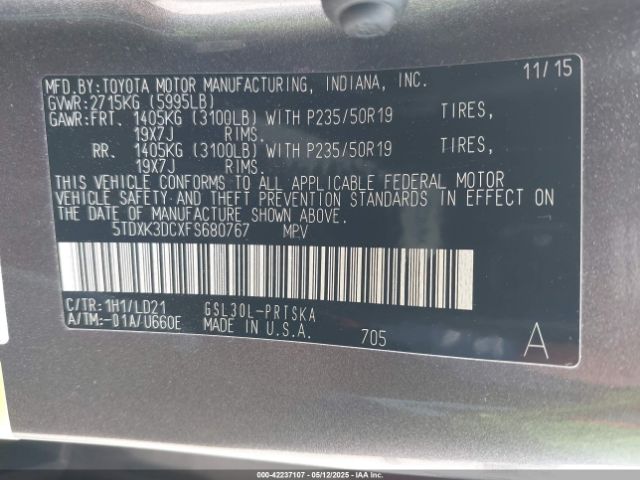 MFD.BY:TOYOTA MOTOR MANUFACTURING, INDIANA, INC. 11/15
GVWR:2715KG (5995LB)
GAWR:FRT. 1405KG (3100LB) WITH P235/50R19 TIRES,
19X7J RIMS.
RR. 1405KG (3100LB) WITH P235/50R19 TIRES,
19X7J RIMS.
THIS VEHICLE CONFORMS TO ALL APPLICABLE FEDERAL MOTOR
VEHICLE SAFETY AND THEFT PREVENTION STANDARDS IN EFFECT ON
THE DATE OF MANUFACTURE SHOWN ABOVE.
5TDXK3DCXFS680767 MPV
C/TR:1H1/LD21 GSL30L-PRTSKA
A/TM:-01A/U660E MADE IN U.S.A. 705 A
000-42237107 - 05/12/2025 - IAAI.COM